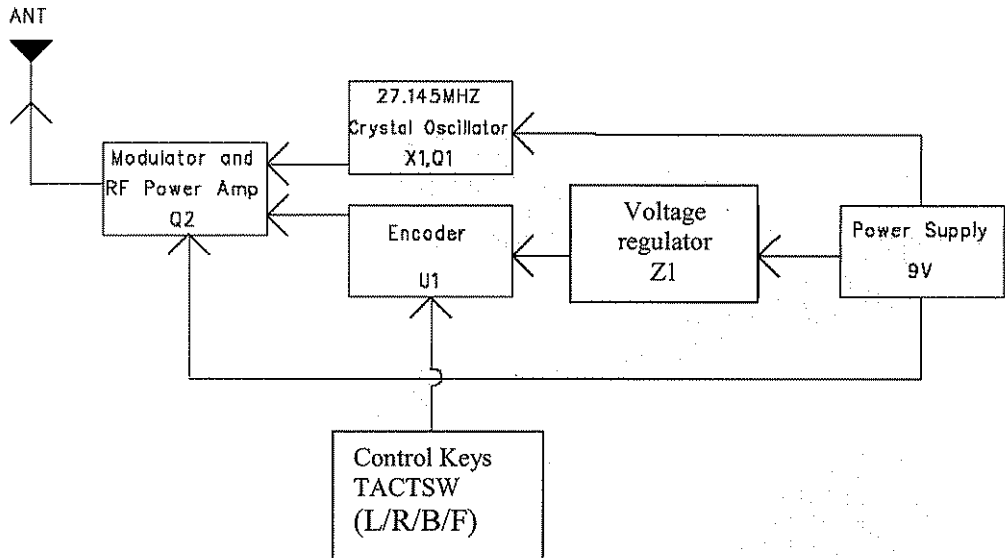 ANT
27.145MHZ
Crystal Oscillator
X1,Q1
Modulator and
RF Power Amp
Q2
Encoder
U1
Voltage
regulator
Z1
Power Supply
9V
Control Keys
TACTSW
(L/R/B/F)